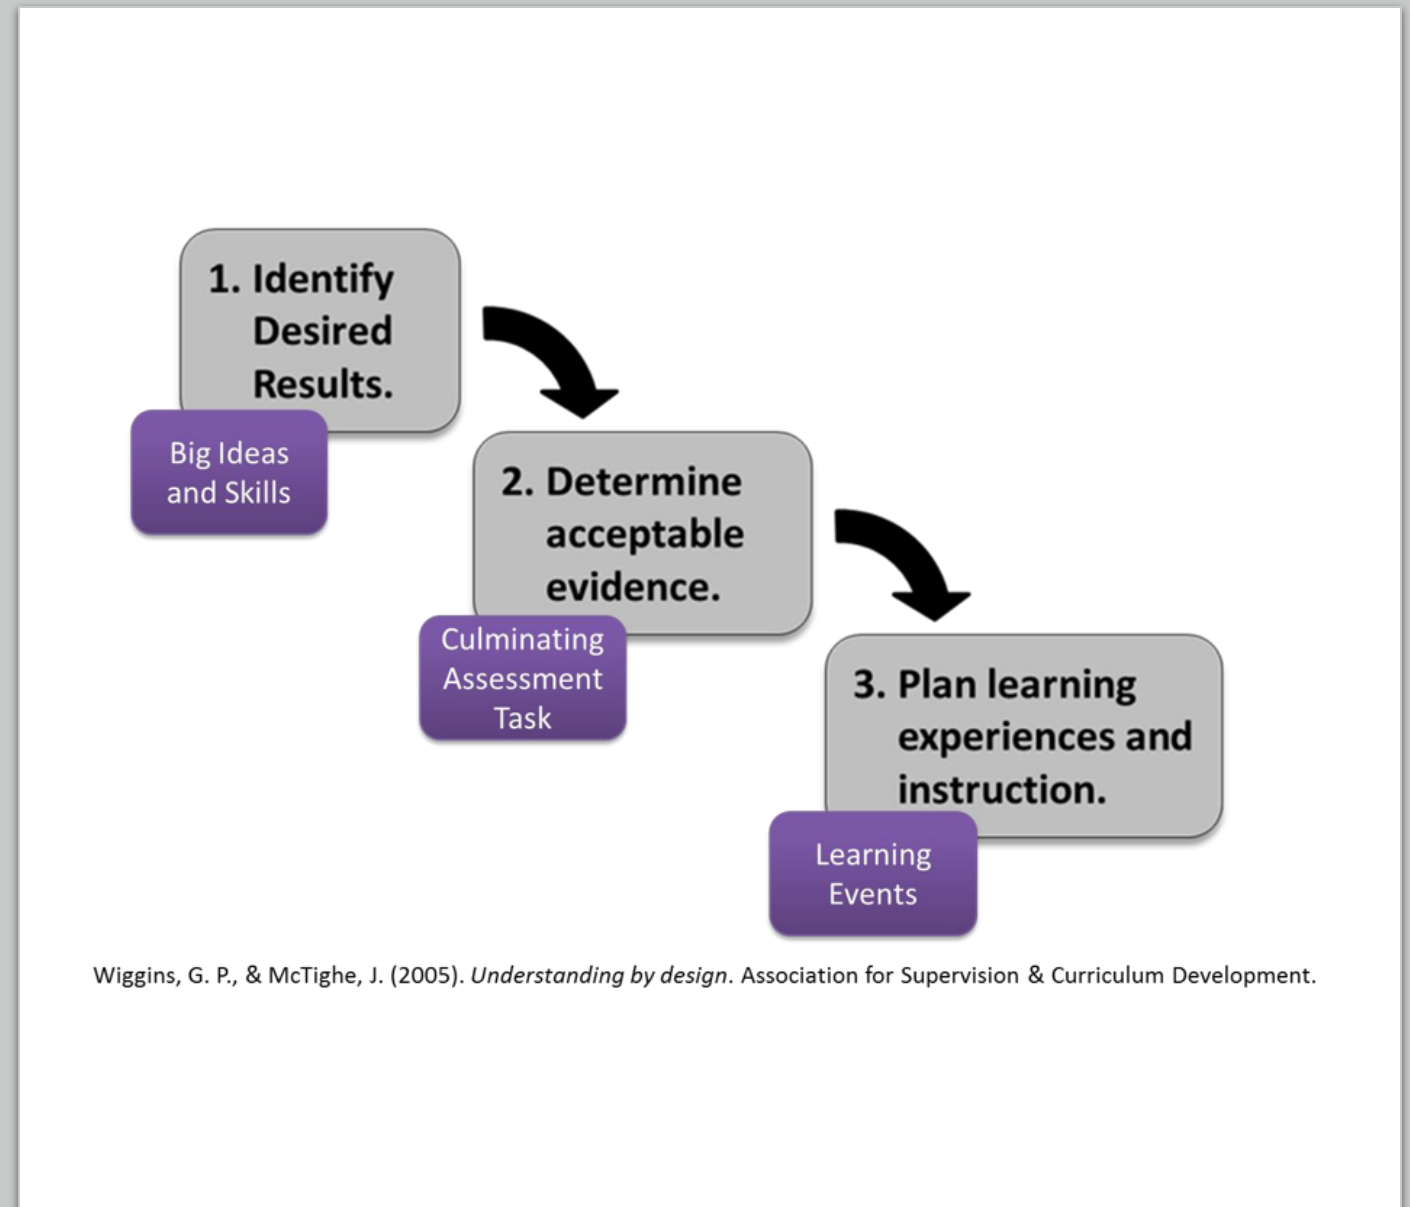 1. Identify
Desired
Results.
Big Ideas
and Skills
2. Determine
acceptable
evidence.
Culminating
Assessment
Task
3. Plan learning
experiences and
instruction.
Learning
Events
Wiggins, G. P., & McTighe, J. (2005). Understanding by design. Association for Supervision & Curriculum Development.